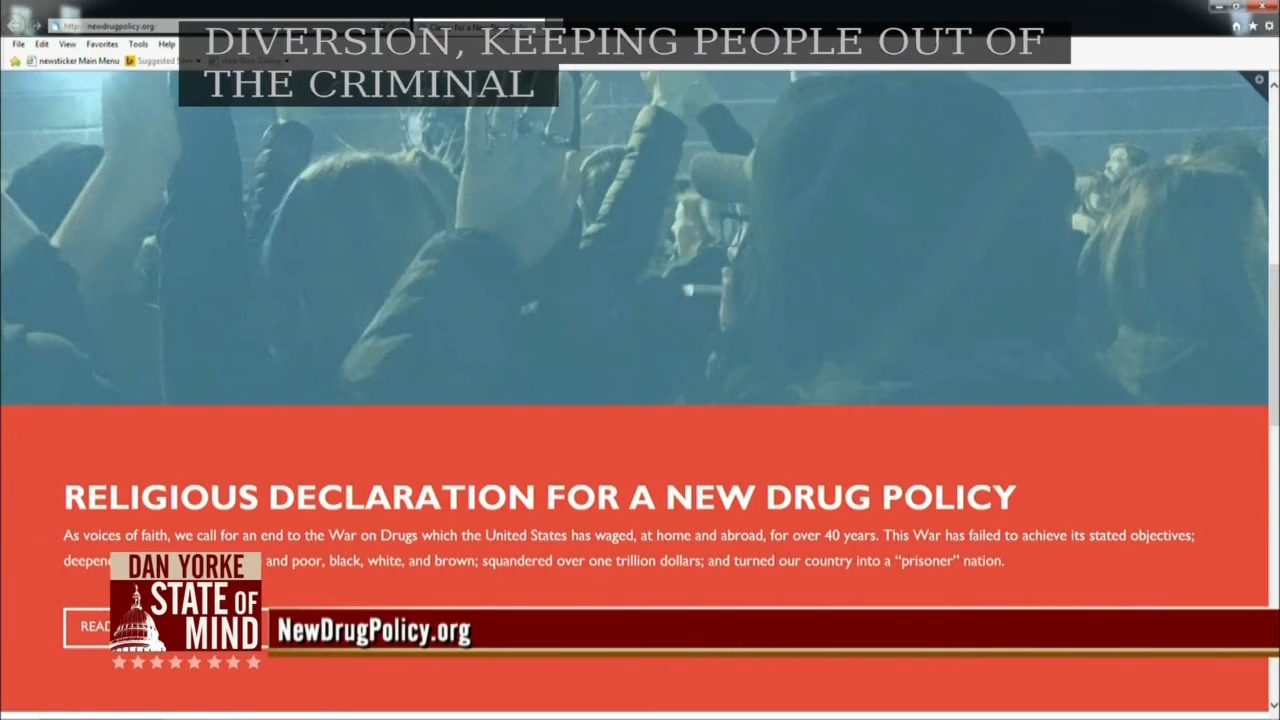 DIVERSION, KEEPING PEOPLE OUT OF
THE CRIMINAL
http://newdrugpolicy.org
File Edit View Favorites Tools Help
newsticker Main Menu Suggested
RELIGIOUS DECLARATION FOR A NEW DRUG POLICY
As voices of faith, we call for an end to the War on Drugs which the United States has waged, at home and abroad, for over 40 years. This War has failed to achieve its stated objectives;
and poor, black, white, and brown; squandered over one trillion dollars; and turned our country into a “prisoner” nation.
READ
DAN YORKE
STATE OF
MIND
NewDrugPolicy.org